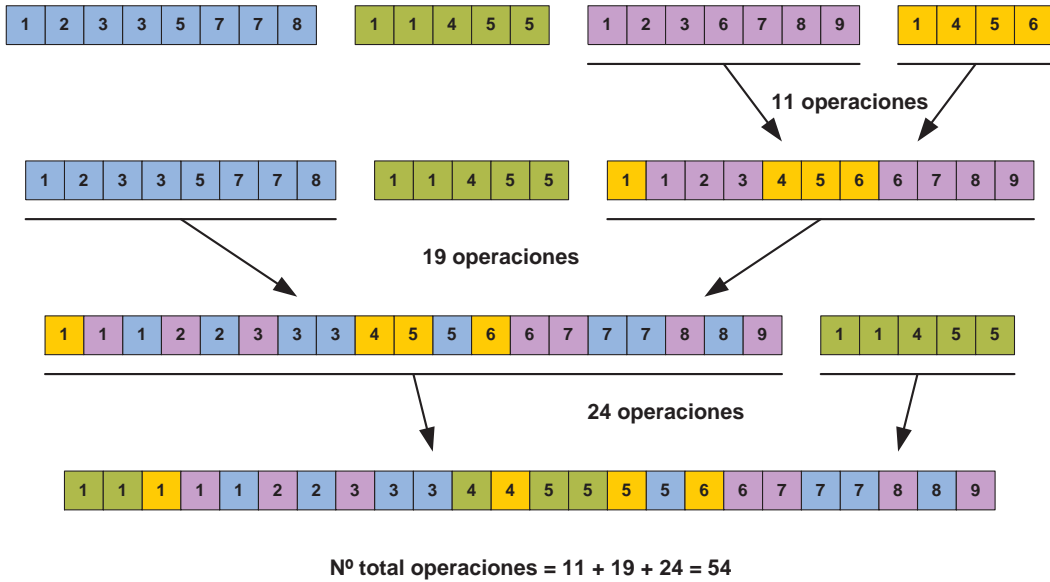 1 2 3 3 5 7 7 8 1 1 4 5 5 1 2 3 6 7 8 9 1 4 5 6
11 operaciones
1 2 3 3 5 7 7 8 1 1 4 5 5 1 1 2 3 4 5 6 6 7 8 9
19 operaciones
1 1 1 2 2 3 3 3 4 5 5 6 6 7 7 7 8 8 9 1 1 4 5 5
24 operaciones
1 1 1 1 1 2 2 3 3 3 4 4 5 5 5 5 6 6 7 7 7 8 8 9
Nº total operaciones = 11 + 19 + 24 = 54